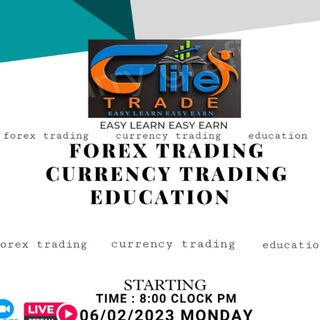 Glite
TRADE
EASY LEARN EASY EARN
EASY LEARN EASY EARN
forex trading currency trading education
FOREX TRADING
CURRENCY TRADING
EDUCATION
orex trading currency trading educatio
STARTING
TIME : 8:00 CLOCK PM
LIVE
06/02/2023 MONDAY